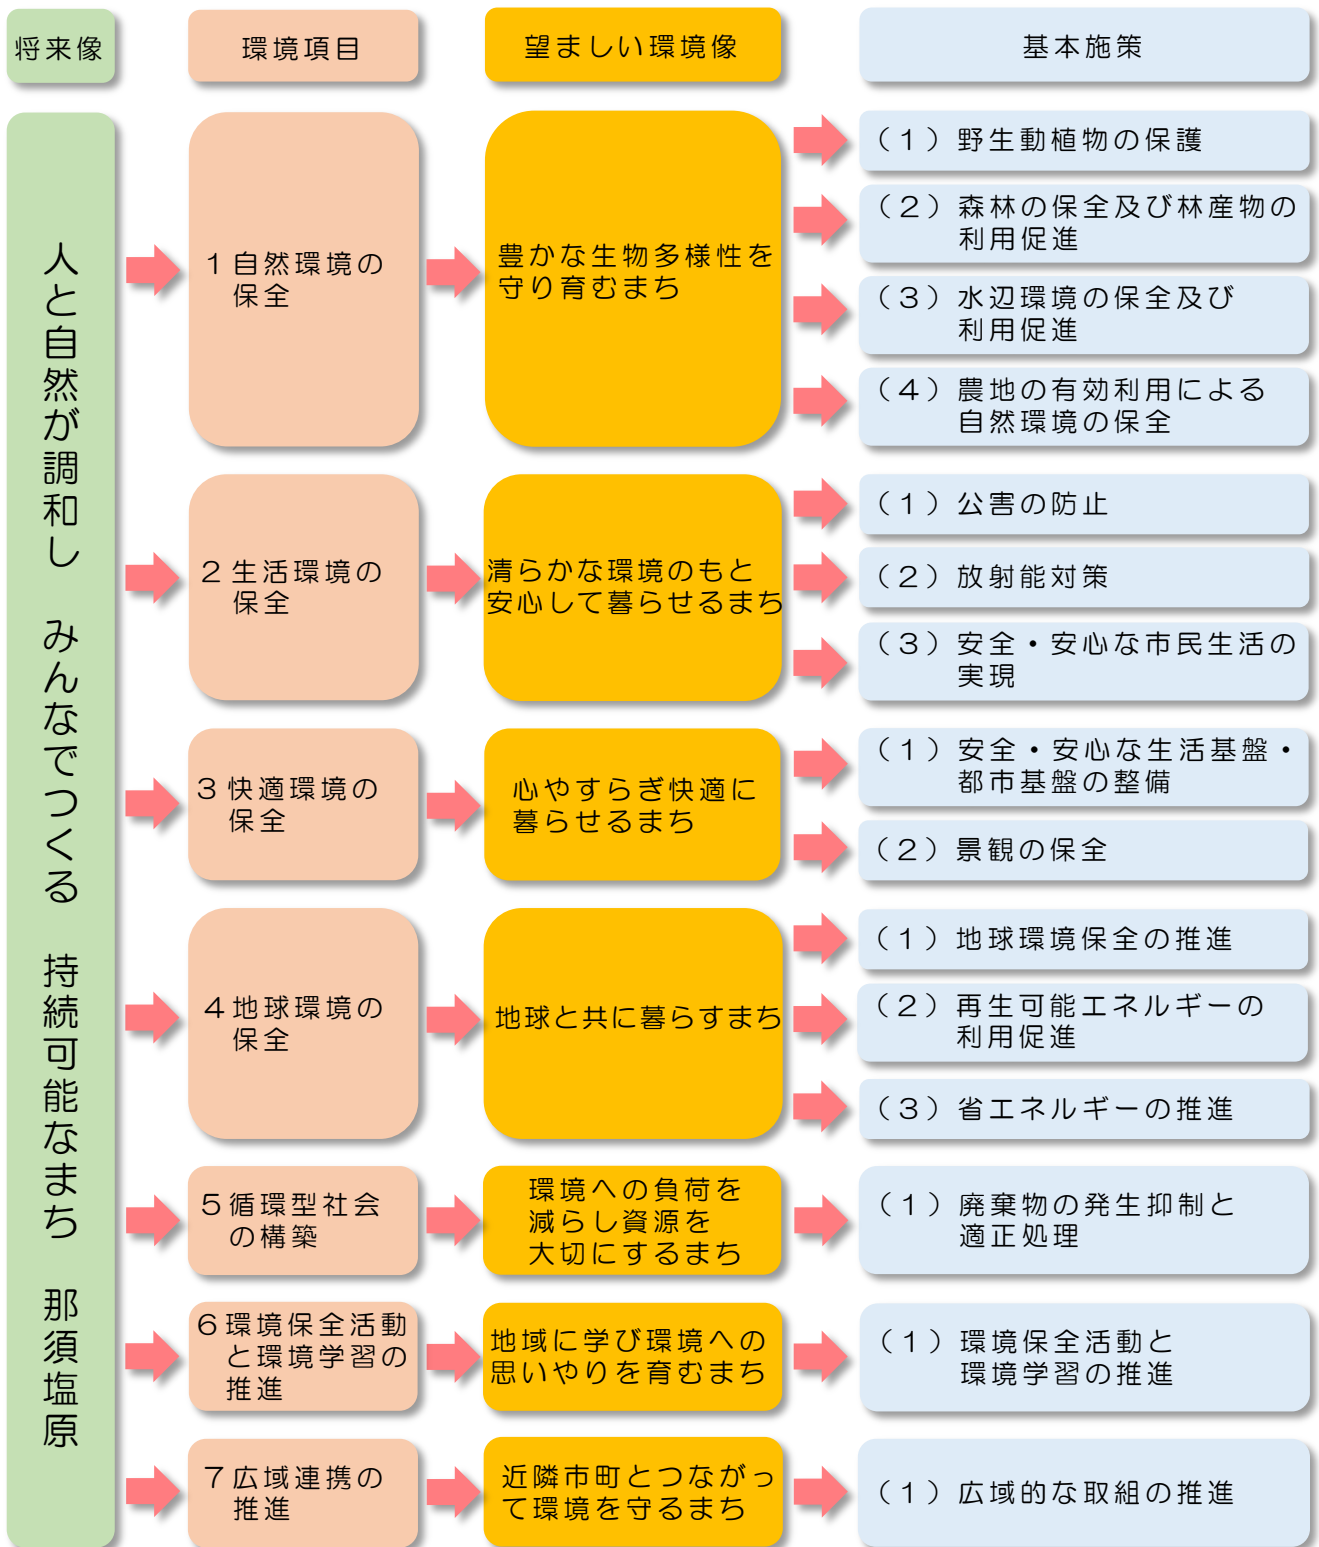 将来像
環境項目
望ましい環境像
基本施策
人と自然が調和し　みんなでつくる　持続可能なまち　那須塩原
１自然環境の
保全
豊かな生物多様性を
守り育むまち
（１）野生動植物の保護
（２）森林の保全及び林産物の
利用促進
（３）水辺環境の保全及び
利用促進
（４）農地の有効利用による
自然環境の保全
２生活環境の
保全
清らかな環境のもと
安心して暮らせるまち
（１）公害の防止
（２）放射能対策
（３）安全・安心な市民生活の
実現
３快適環境の
保全
心やすらぎ快適に
暮らせるまち
（１）安全・安心な生活基盤・
都市基盤の整備
（２）景観の保全
４地球環境の
保全
地球と共に暮らすまち
（１）地球環境保全の推進
（２）再生可能エネルギーの
利用促進
（３）省エネルギーの推進
５循環型社会
の構築
環境への負荷を
減らし資源を
大切にするまち
（１）廃棄物の発生抑制と
適正処理
６環境保全活動
と環境学習の
推進
地域に学び環境への
思いやりを育むまち
（１）環境保全活動と
環境学習の推進
７広域連携の
推進
近隣市町とつながっ
て環境を守るまち
（１）広域的な取組の推進